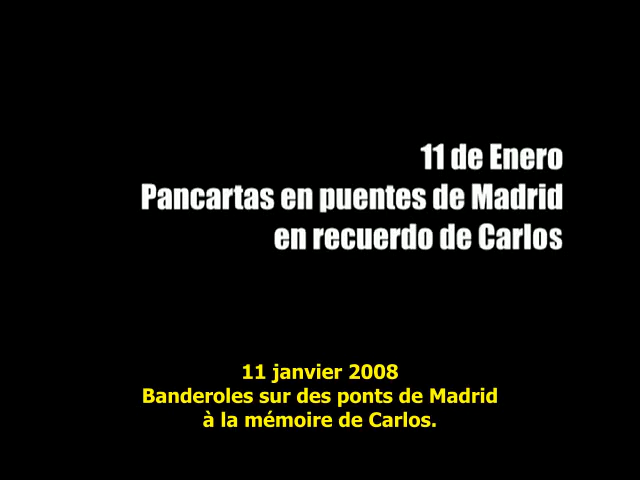 11 de Enero
Pancartas en puentes de Madrid
en recuerdo de Carlos
11 janvier 2008
Banderoles sur des ponts de Madrid
à la mémoire de Carlos.